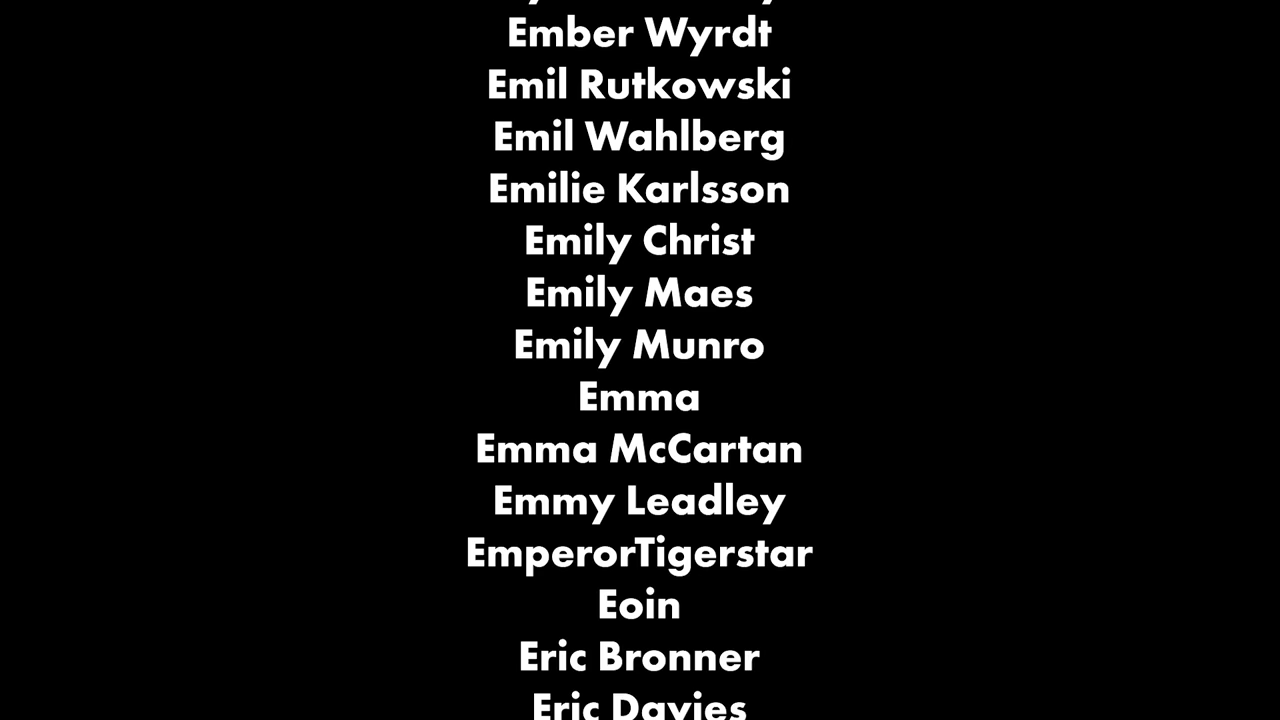 Ember Wyrdt
Emil Rutkowski
Emil Wahlberg
Emilie Karlsson
Emily Christ
Emily Maes
Emily Munro
Emma
Emma McCartan
Emmy Leadley
EmperorTigerstar
Eoin
Eric Bronner
Eric Davies